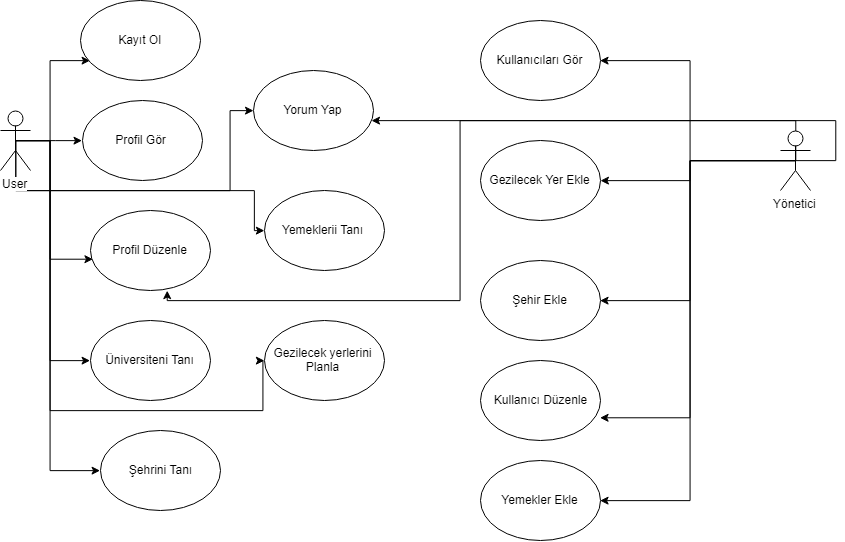 Kayıt Ol
Kullanıcıları Gör
Yorum Yap
Profil Gör
User
Gezilecek Yer Ekle
Yönetici
Yemeklerii Tanı
Profil Düzenle
Şehir Ekle
Üniversiteni Tanı
Gezilecek yerlerini
Planla
Kullanıcı Düzenle
Şehrini Tanı
Yemekler Ekle